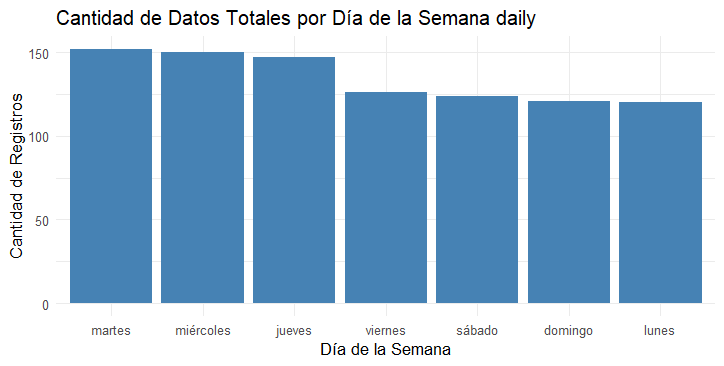 Cantidad de Datos Totales por Día de la Semana daily
Cantidad de Registros
150
100
50
0
martes miércoles jueves viernes sábado domingo lunes
Día de la Semana